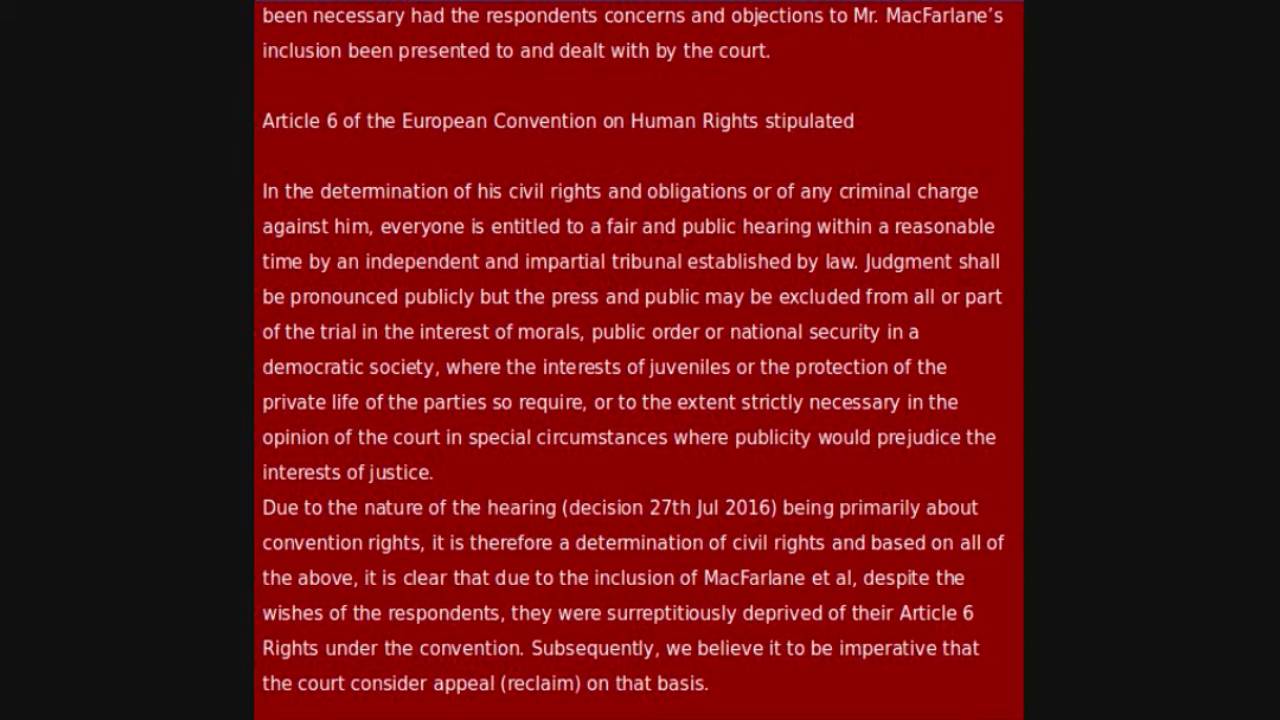 been necessary had the respondents concerns and objections to Mr. MacFarlane’s
inclusion been presented to and dealt with by the court.
Article 6 of the European Convention on Human Rights stipulated
In the determination of his civil rights and obligations or of any criminal charge
against him, everyone is entitled to a fair and public hearing within a reasonable
time by an independent and impartial tribunal established by law. Judgment shall
be pronounced publicly but the press and public may be excluded from all or part
of the trial in the interest of morals, public order or national security in a
democratic society, where the interests of juveniles or the protection of the
private life of the parties so require, or to the extent strictly necessary in the
opinion of the court in special circumstances where publicity would prejudice the
interests of justice.
Due to the nature of the hearing (decision 27th Jul 2016) being primarily about
convention rights, it is therefore a determination of civil rights and based on all of
the above, it is clear that due to the inclusion of MacFarlane et al, despite the
wishes of the respondents, they were surreptitiously deprived of their Article 6
Rights under the convention. Subsequently, we believe it to be imperative that
the court consider appeal (reclaim) on that basis.